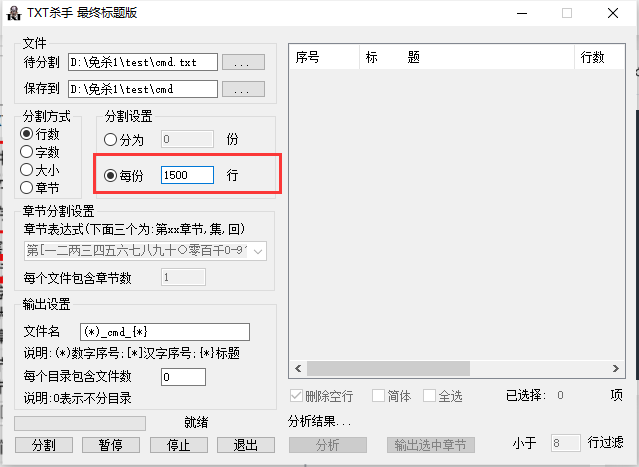 TXT杀手 最终标题版
文件
待分割 D:\免杀1\test\cmd.txt ...
保存到 D:\免杀1\test\cmd ...
分割方式
行数
字数
大小
章节
分割设置
分为 0 份
每份 1500 行
章节分割设置
章节表达式(下面三个为:第xx章节,集,回)
第[一二两三四五六七八九十○零百千0-9
每个文件包含章节数 1
输出设置
文件名 (*)_cmd_{*}
说明:(*)数字序号;[*]汉字序号;{*}标题
每个目录包含文件数 0
说明:0表示不分目录
就绪
分割 暂停 停止 退出
序号 标 题 行数
删除空行 简体 全选 已选择: 0 项
分析结果...
分析 输出选中章节 小于 8 行过滤